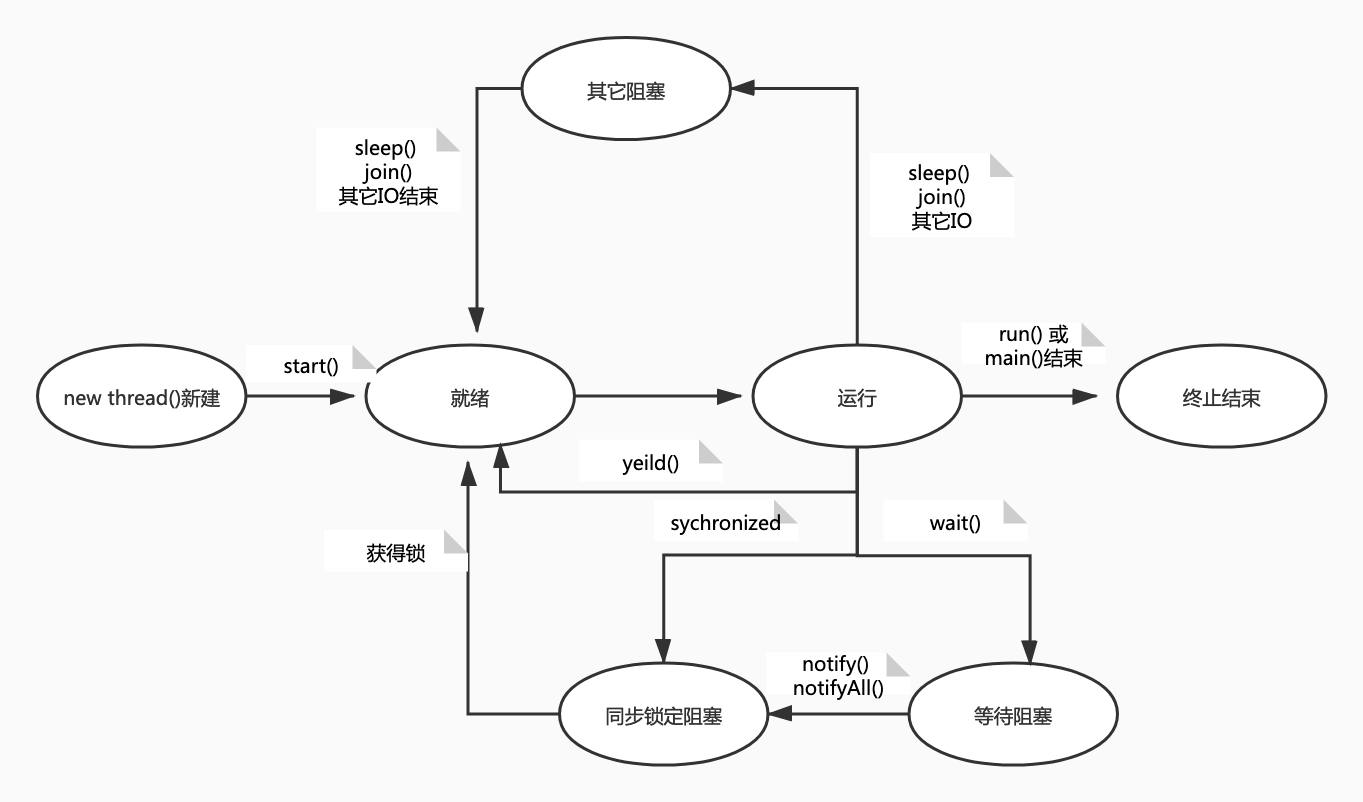 其它阻塞
sleep()
join()
其它IO结束
sleep()
join()
其它IO
new thread()新建
start()
就绪
运行
run() 或
main()结束
终止结束
yeild()
sychronized
wait()
获得锁
同步锁定阻塞
notify()
notifyAll()
等待阻塞